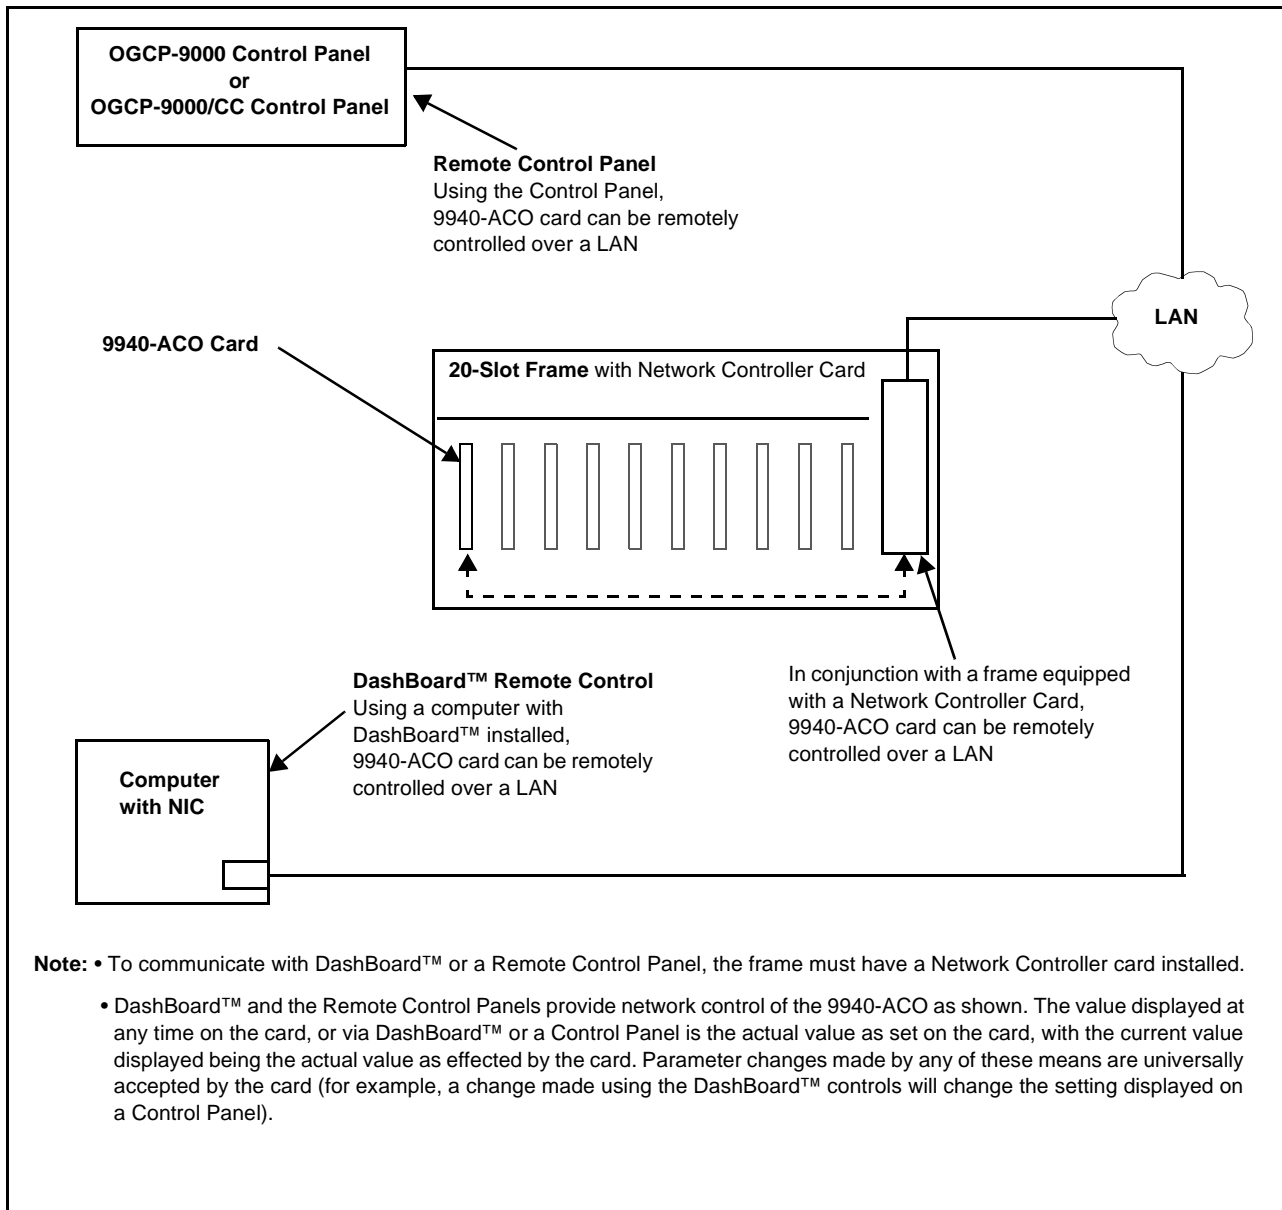 OGCP-9000 Control Panel
or
OGCP-9000/CC Control Panel
Remote Control Panel
Using the Control Panel,
9940-ACO card can be remotely
controlled over a LAN
LAN
9940-ACO Card
20-Slot Frame with Network Controller Card
DashBoard™ Remote Control
Using a computer with
DashBoard™ installed,
9940-ACO card can be remotely
controlled over a LAN
In conjunction with a frame equipped
with a Network Controller Card,
9940-ACO card can be remotely
controlled over a LAN
Computer
with NIC
Note: • To communicate with DashBoard™ or a Remote Control Panel, the frame must have a Network Controller card installed.
• DashBoard™ and the Remote Control Panels provide network control of the 9940-ACO as shown. The value displayed at
any time on the card, or via DashBoard™ or a Control Panel is the actual value as set on the card, with the current value
displayed being the actual value as effected by the card. Parameter changes made by any of these means are universally
accepted by the card (for example, a change made using the DashBoard™ controls will change the setting displayed on
a Control Panel).